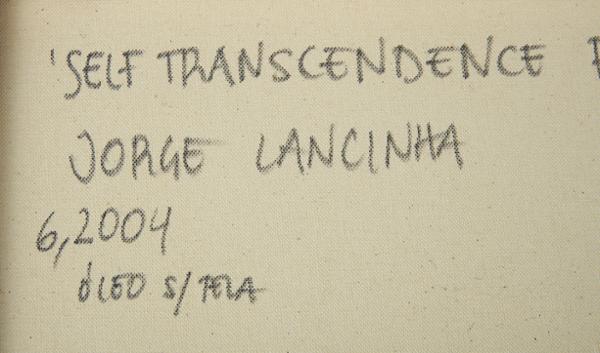 'SELF TRANSCENDENCE
JORGE LANCINHA
6,2004
ÓLEO S/ TELA